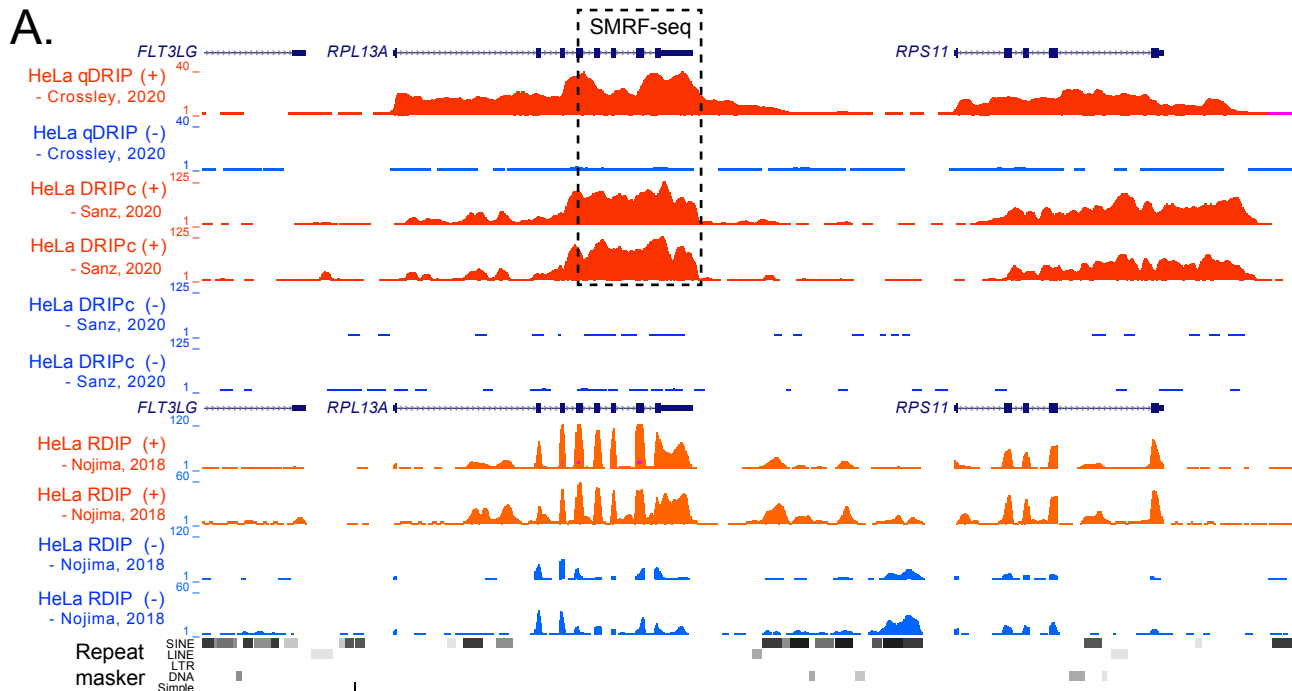 A.
SMRF-seq
FLT3LG RPL13A RPS11
40
HeLa qDRIP (+)
- Crossley, 2020
1
40
HeLa qDRIP (-)
- Crossley, 2020
1
125
HeLa DRIPc (+)
- Sanz, 2020
1
125
HeLa DRIPc (+)
- Sanz, 2020
1
125
HeLa DRIPc (-)
- Sanz, 2020
1
125
HeLa DRIPc (-)
- Sanz, 2020
1
FLT3LG RPL13A RPS11
120
HeLa RDIP (+)
- Nojima, 2018
1
60
HeLa RDIP (+)
- Nojima, 2018
1
120
HeLa RDIP (-)
- Nojima, 2018
1
60
HeLa RDIP (-)
- Nojima, 2018
1
Repeat masker
SINE
LINE
LTR
DNA
Simple